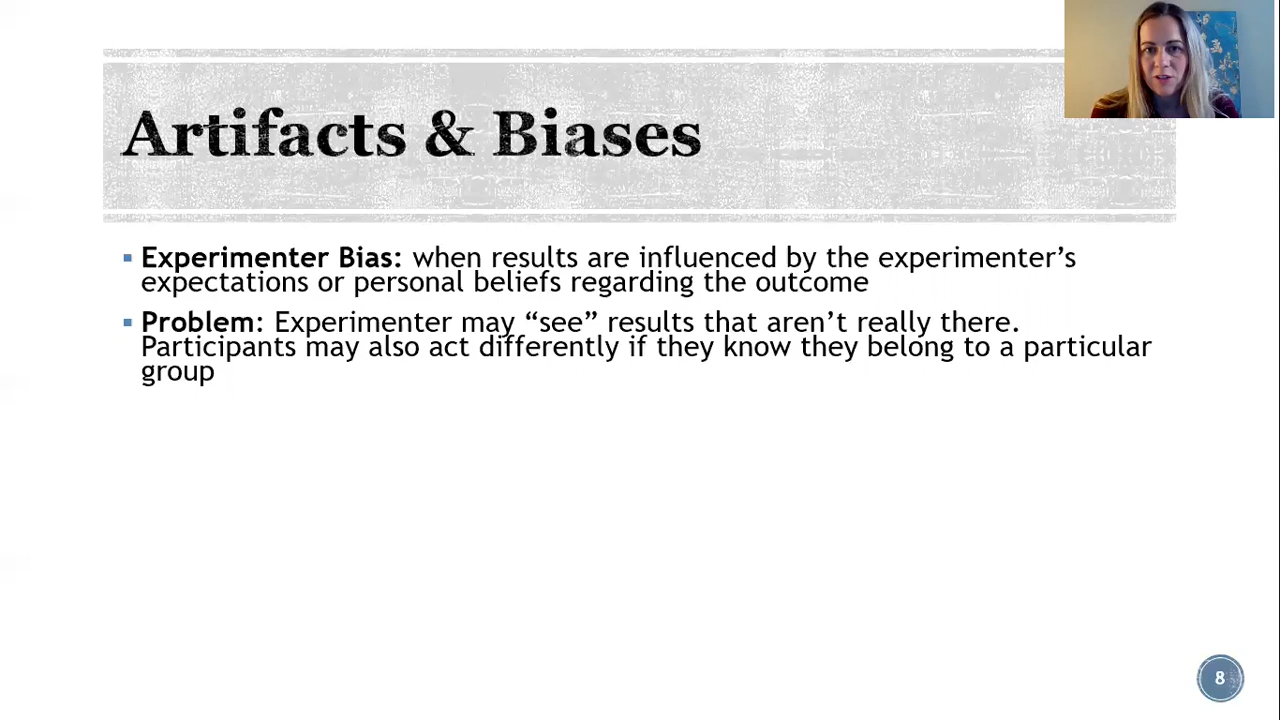 Artifacts & Biases
Experimenter Bias: when results are influenced by the experimenter’s
expectations or personal beliefs regarding the outcome
Problem: Experimenter may “see” results that aren’t really there.
Participants may also act differently if they know they belong to a particular
group
8